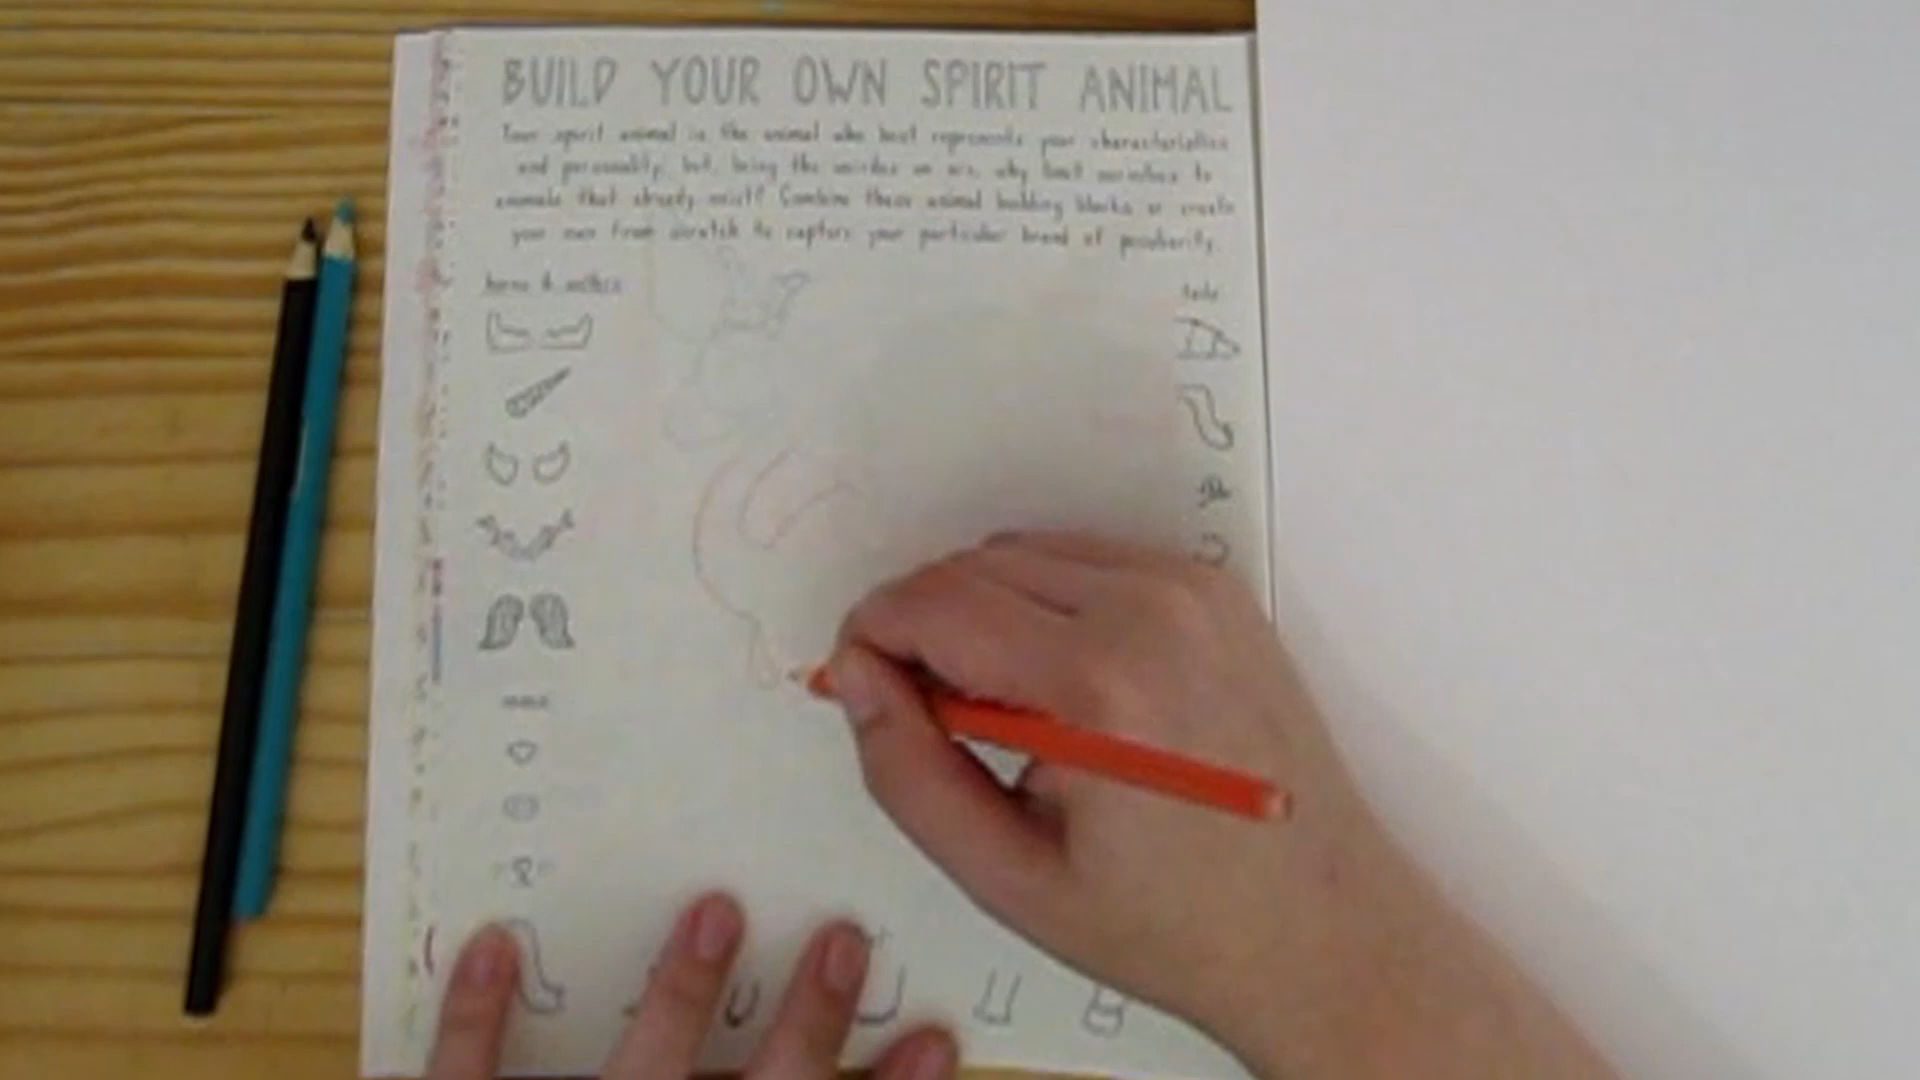 BUILD YOUR OWN SPIRIT ANIMAL
Your spirit animal is the animal who best represents your characteristics
and personality, but, being the weirdos we are, why limit ourselves to
animals that already exist? Combine these animal building blocks or create
your own from scratch to capture your particular brand of peculiarity.
horns & antlers
tails